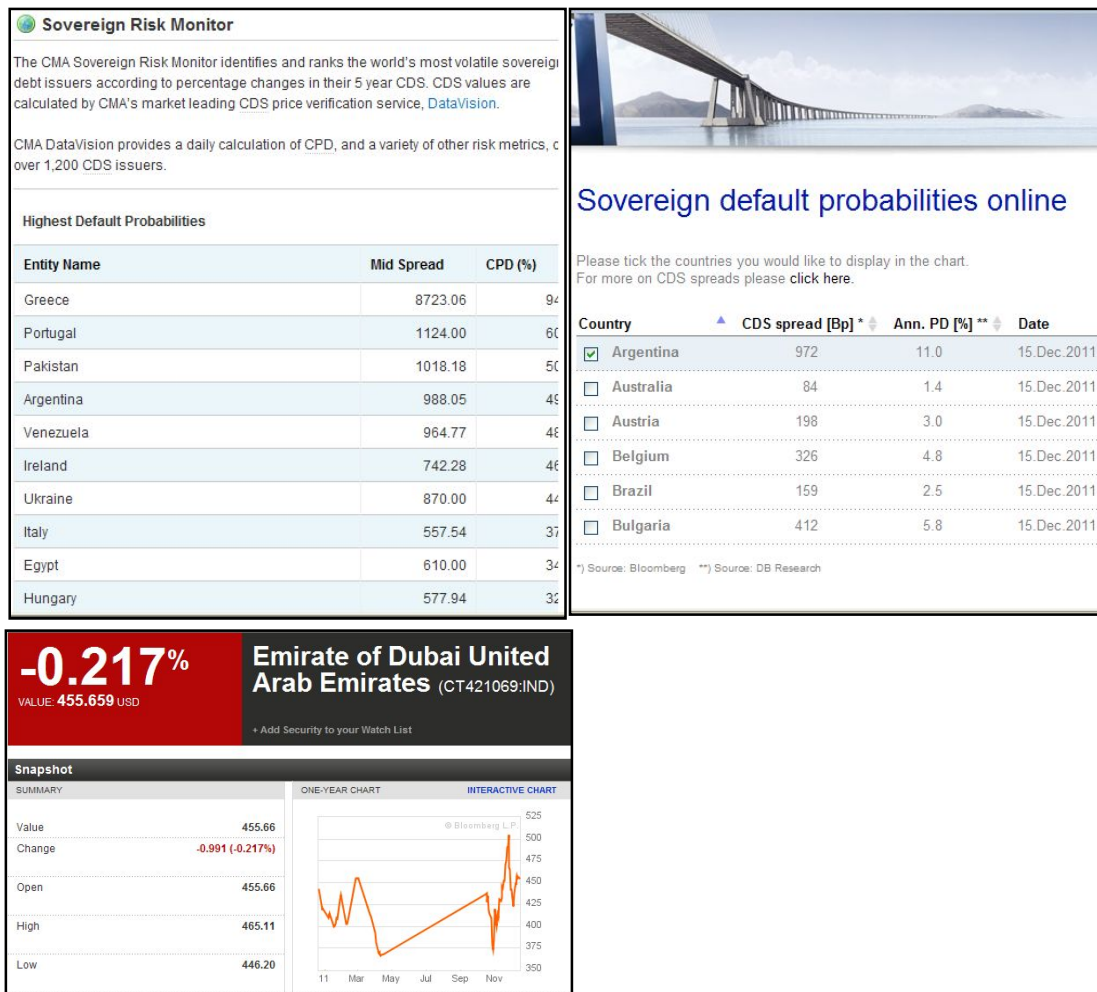 Sovereign Risk Monitor
The CMA Sovereign Risk Monitor identifies and ranks the world's most volatile sovereign
debt issuers according to percentage changes in their 5 year CDS. CDS values are
calculated by CMA's market leading CDS price verification service, DataVision.
CMA DataVision provides a daily calculation of CPD, and a variety of other risk metrics,
over 1,200 CDS issuers.
Highest Default Probabilities
Entity Name Mid Spread CPD (%)
Greece 8723.06 94
Portugal 1124.00 60
Pakistan 1018.18 50
Argentina 988.05 49
Venezuela 964.77 48
Ireland 742.28 46
Ukraine 870.00 44
Italy 557.54 37
Egypt 610.00 34
Hungary 577.94 32
Sovereign default probabilities online
Please tick the countries you would like to display in the chart.
For more on CDS spreads please click here.
Country CDS spread [Bp] * Ann. PD [%] ** Date
Argentina 972 11.0 15.Dec.2011
Australia 84 1.4 15.Dec.2011
Austria 198 3.0 15.Dec.2011
Belgium 326 4.8 15.Dec.2011
Brazil 159 2.5 15.Dec.2011
Bulgaria 412 5.8 15.Dec.2011
*) Source: Bloomberg **) Source: DB Research
-0.217%
VALUE: 455.659 USD
Emirate of Dubai United
Arab Emirates (CT421069:IND)
+ Add Security to your Watch List
Snapshot
SUMMARY
Value 455.66
Change -0.991 (-0.217%)
Open 455.66
High 465.11
Low 446.20
ONE-YEAR CHART INTERACTIVE CHART
© Bloomberg L.P.
525
500
475
450
425
400
375
350
11 Mar May Jul Sep Nov